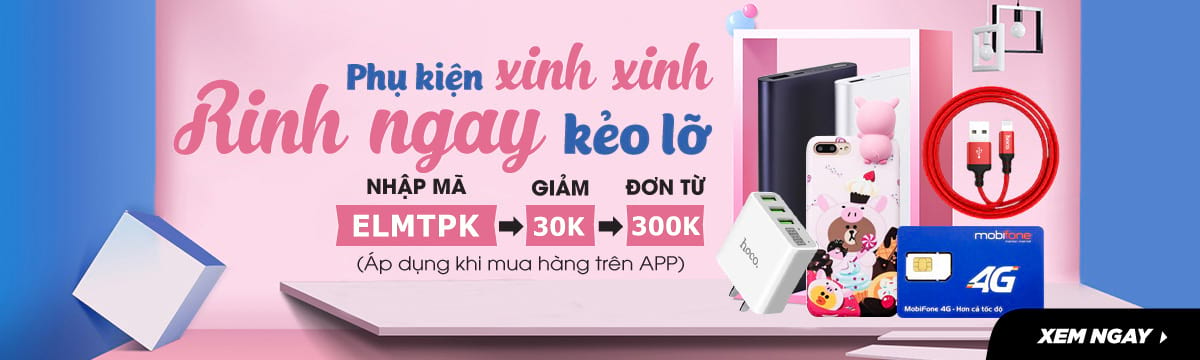 Phụ kiện xinh xinh
Rinh ngay kẻo lỡ
NHẬP MÃ GIẢM ĐƠN TỪ
ELMTPK 30K 300K
(Áp dụng khi mua hàng trên APP)
hoco.
hoco.
mobifone
4G
MobiFone 4G - Hơn cả tốc độ
XEM NGAY